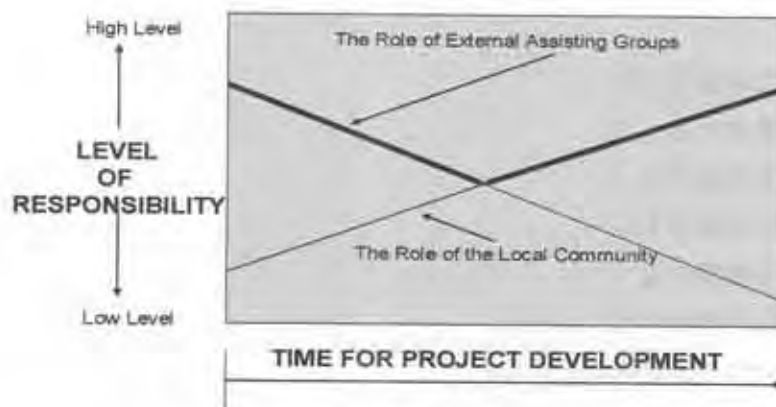 High Level
The Role of External Assisting Groups
LEVEL
OF
RESPONSIBILITY
The Role of the Local Community
Low Level
TIME FOR PROJECT DEVELOPMENT